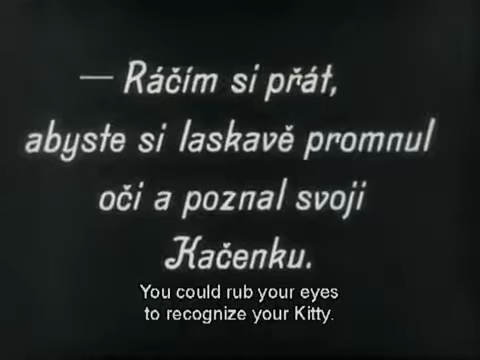 — Ráčím si přát,
abyste si laskavě promnul
oči a poznal svoji
Kačenku.
You could rub your eyes
to recognize your Kitty.